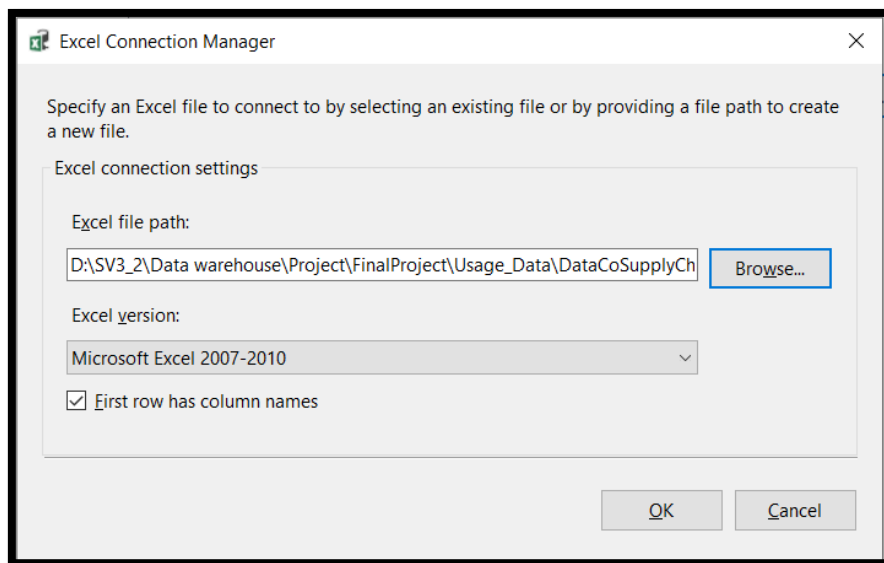 Excel Connection Manager
Specify an Excel file to connect to by selecting an existing file or by providing a file path to create
a new file.
Excel connection settings
Excel file path:
D:\SV3_2\Data warehouse\Project\FinalProject\Usage_Data\DataCoSupplyCh
Browse...
Excel version:
Microsoft Excel 2007-2010
First row has column names
OK
Cancel